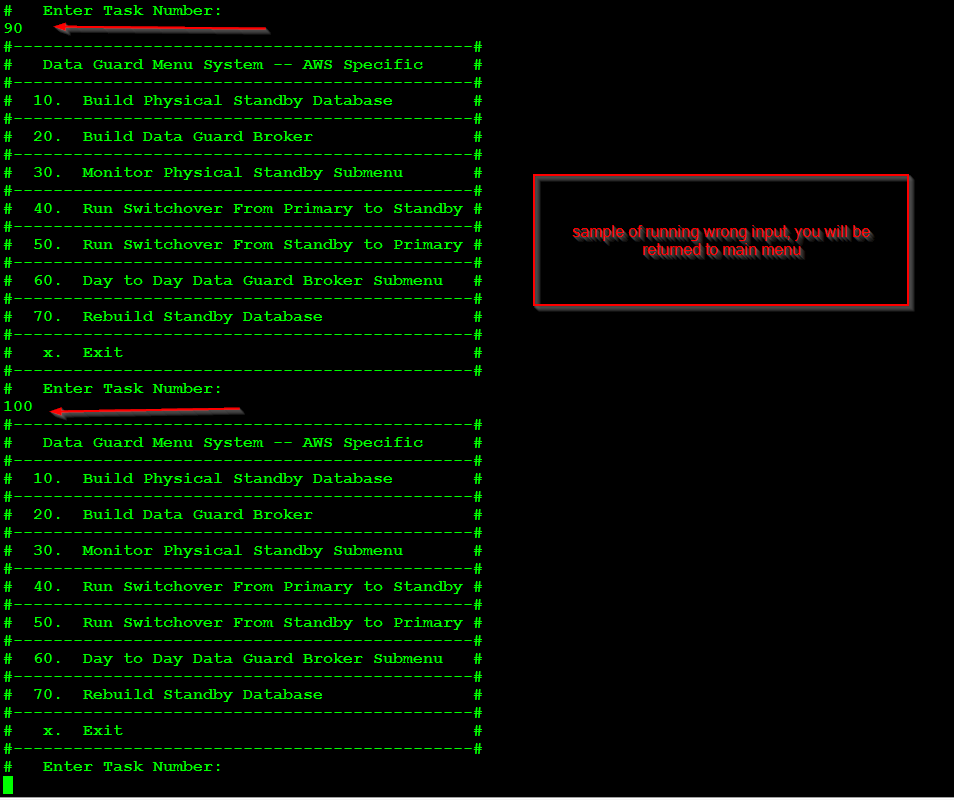 #   Enter Task Number:
90
#----------------------------------------------#
#   Data Guard Menu System -- AWS Specific     #
#----------------------------------------------#
#  10.  Build Physical Standby Database        #
#----------------------------------------------#
#  20.  Build Data Guard Broker                #
#----------------------------------------------#
#  30.  Monitor Physical Standby Submenu       #
#----------------------------------------------#
#  40.  Run Switchover From Primary to Standby #
#----------------------------------------------#
#  50.  Run Switchover From Standby to Primary #
#----------------------------------------------#
#  60.  Day to Day Data Guard Broker Submenu   #
#----------------------------------------------#
#  70.  Rebuild Standby Database               #
#----------------------------------------------#
#   x.  Exit                                   #
#----------------------------------------------#
#   Enter Task Number:
100
#----------------------------------------------#
#   Data Guard Menu System -- AWS Specific     #
#----------------------------------------------#
#  10.  Build Physical Standby Database        #
#----------------------------------------------#
#  20.  Build Data Guard Broker                #
#----------------------------------------------#
#  30.  Monitor Physical Standby Submenu       #
#----------------------------------------------#
#  40.  Run Switchover From Primary to Standby #
#----------------------------------------------#
#  50.  Run Switchover From Standby to Primary #
#----------------------------------------------#
#  60.  Day to Day Data Guard Broker Submenu   #
#----------------------------------------------#
#  70.  Rebuild Standby Database               #
#----------------------------------------------#
#   x.  Exit                                   #
#----------------------------------------------#
#   Enter Task Number:
sample of running wrong input, you will be
returned to main menu